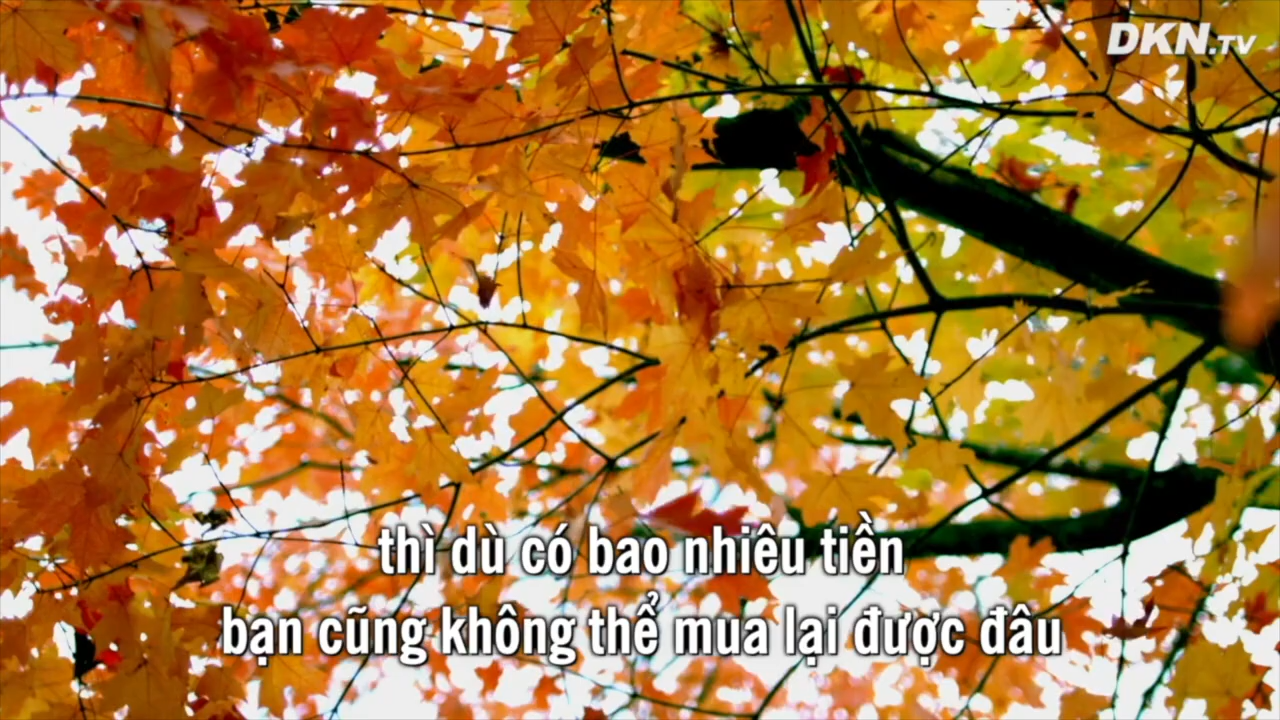 DKN.TV
thì dù có bao nhiêu tiền
bạn cũng không thể mua lại được đâu